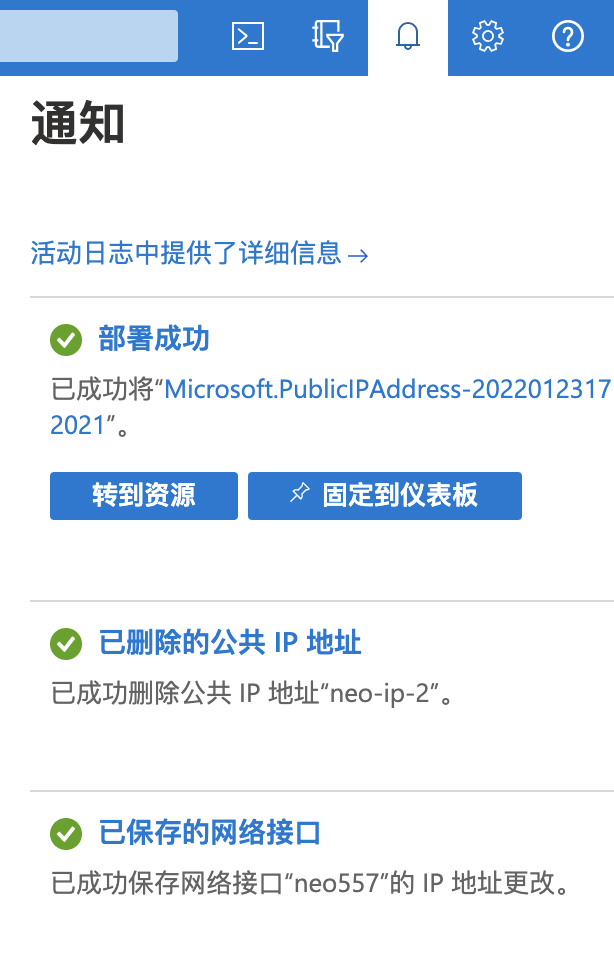 通知
活动日志中提供了详细信息→
部署成功
已成功将“Microsoft.PublicIPAddress-2022012317
2021”。
转到资源
固定到仪表板
已删除的公共 IP 地址
已成功删除公共 IP 地址“neo-ip-2”。
已保存的网络接口
已成功保存网络接口“neo557”的 IP 地址更改。